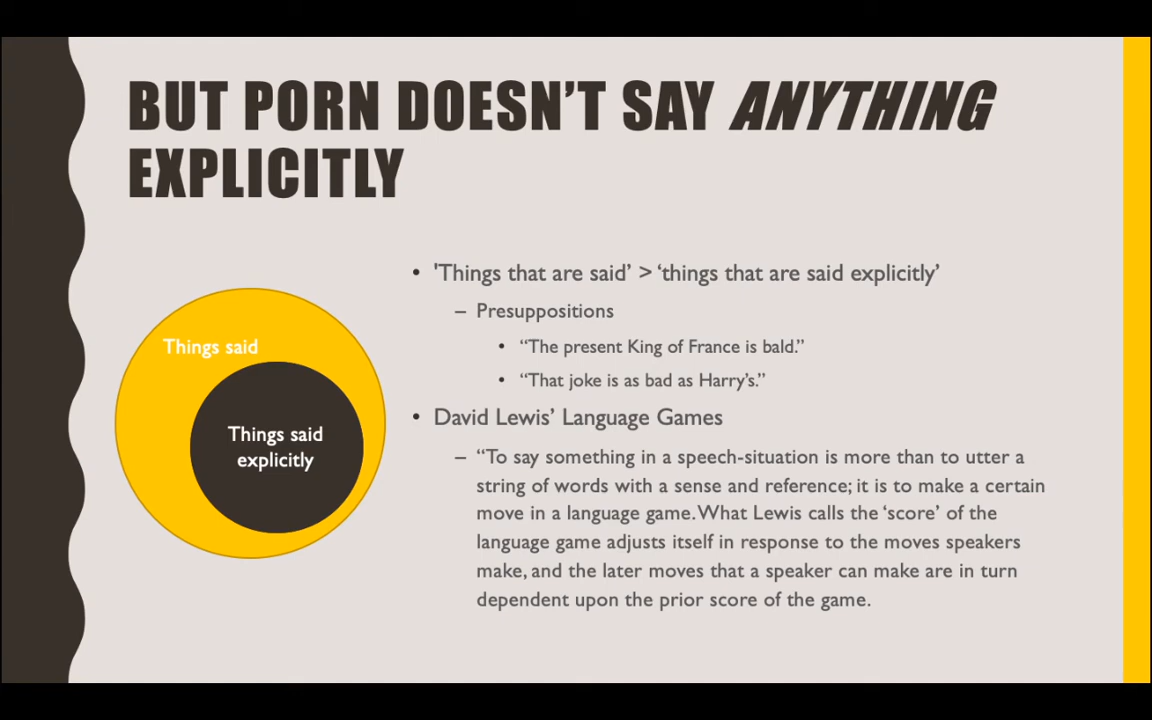 BUT PORN DOESN’T SAY ANYTHING
EXPLICITLY
Things said
Things said
explicitly
• 'Things that are said’ > ‘things that are said explicitly’
– Presuppositions
• “The present King of France is bald.”
• “That joke is as bad as Harry’s.”
• David Lewis’ Language Games
– “To say something in a speech-situation is more than to utter a
string of words with a sense and reference; it is to make a certain
move in a language game. What Lewis calls the ‘score’ of the
language game adjusts itself in response to the moves speakers
make, and the later moves that a speaker can make are in turn
dependent upon the prior score of the game.